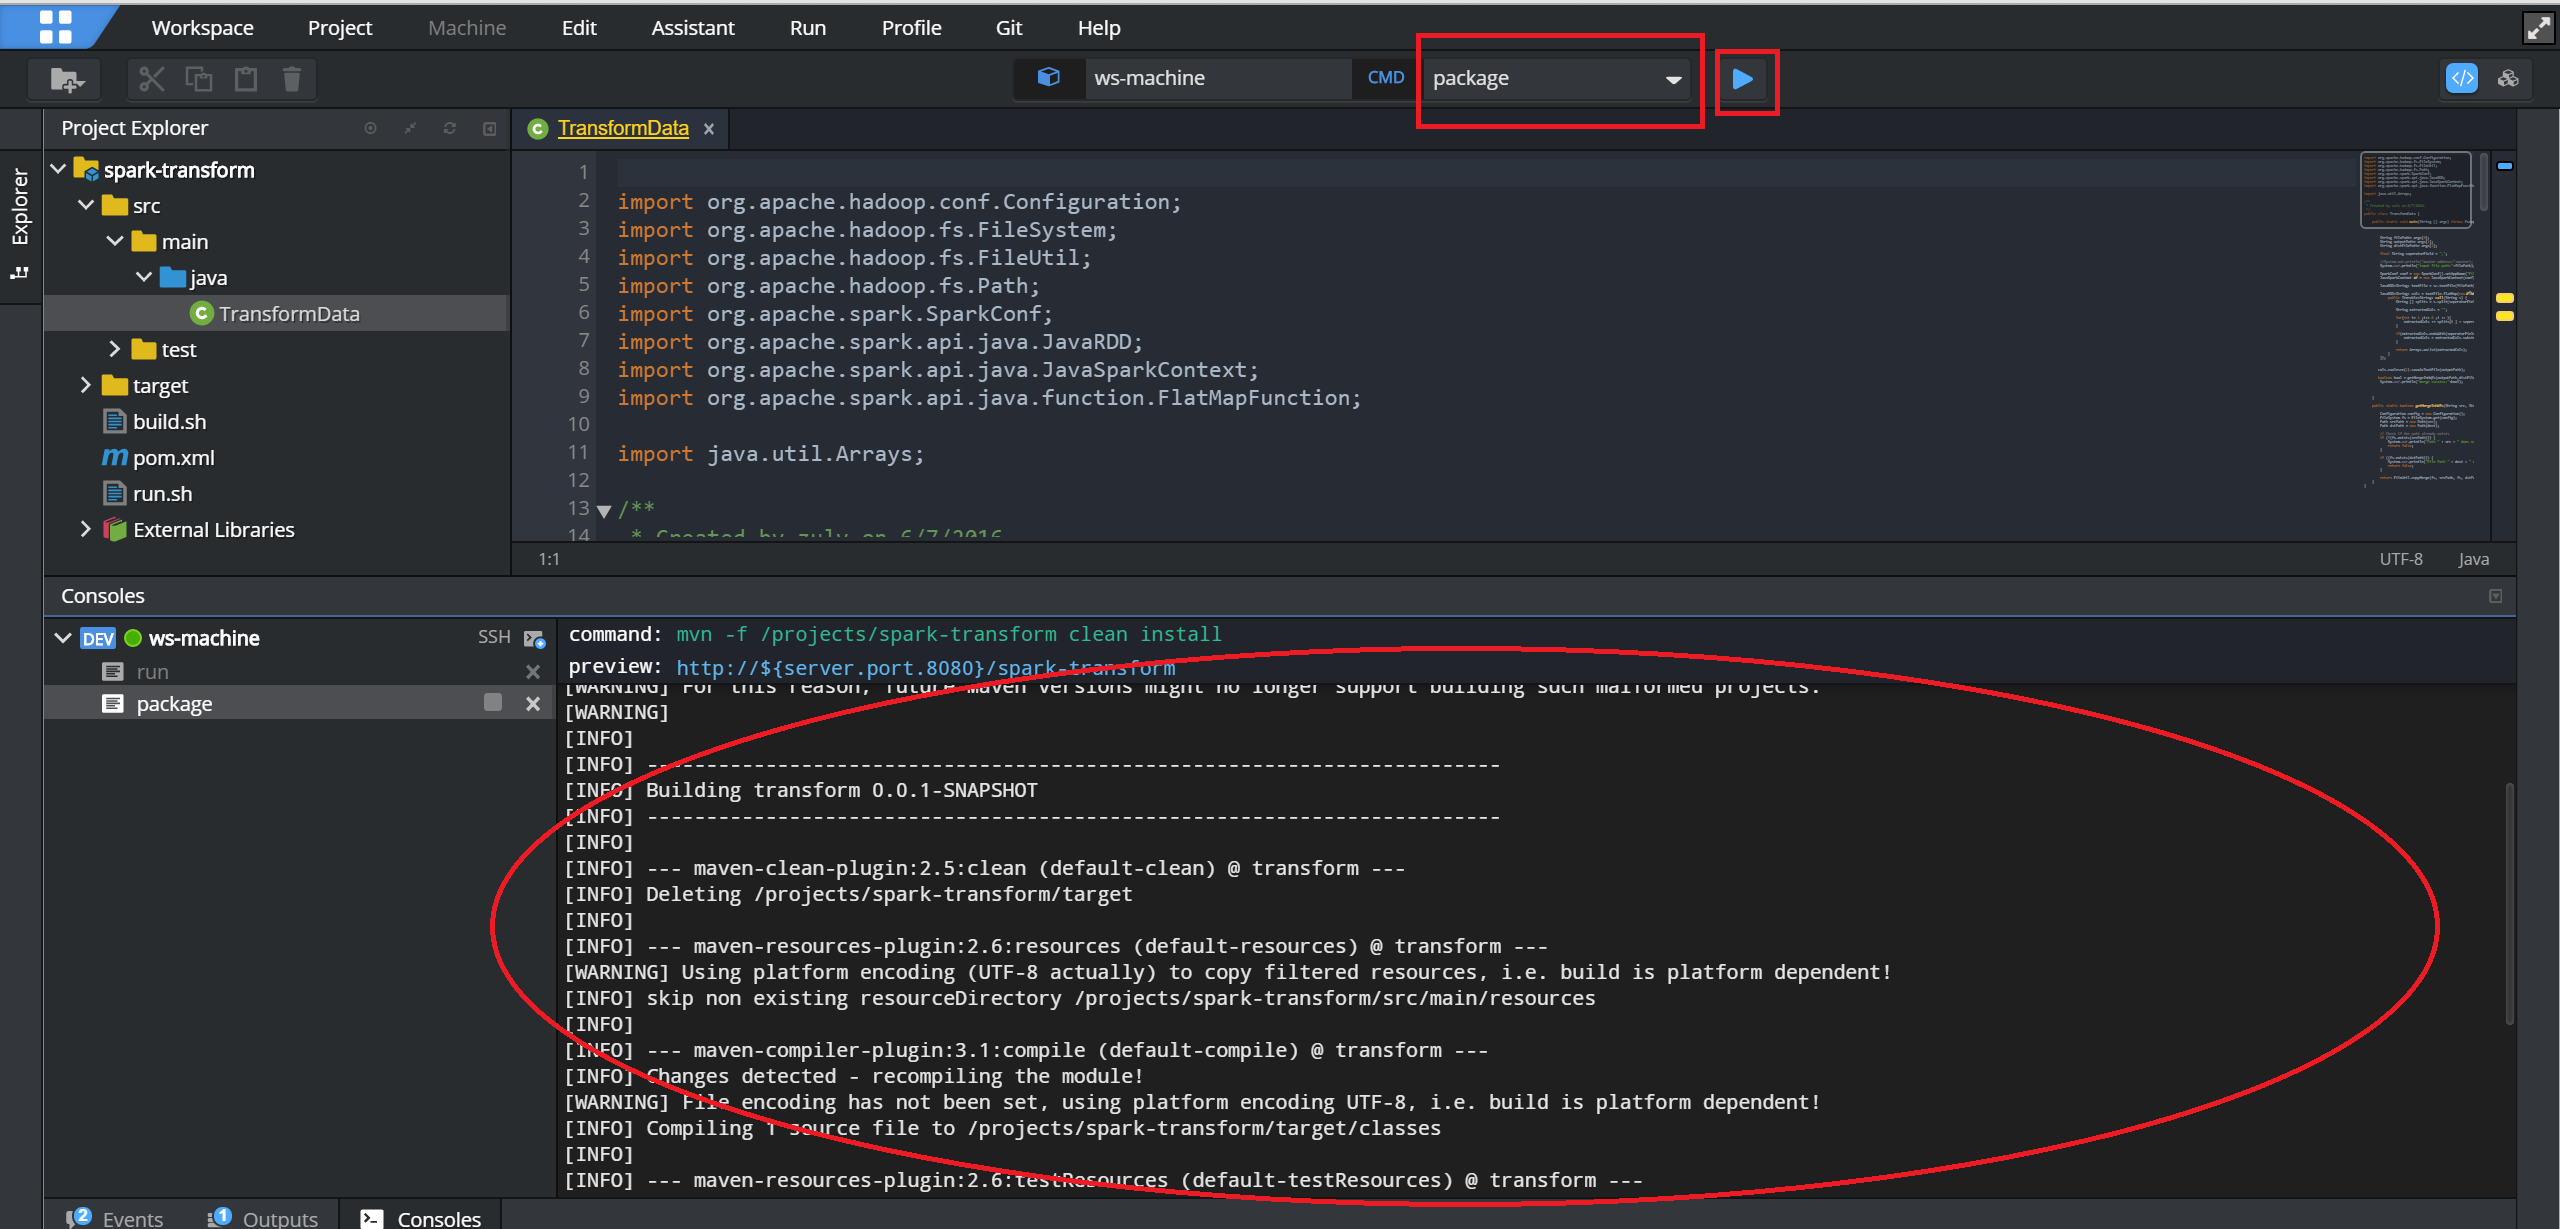 Workspace Project Machine Edit Assistant Run Profile Git Help
ws-machine CMD package
Project Explorer
TransformData
Explorer
spark-transform
src
main
java
TransformData
test
target
build.sh
pom.xml
run.sh
External Libraries
1
2 import org.apache.hadoop.conf.Configuration;
3 import org.apache.hadoop.fs.FileSystem;
4 import org.apache.hadoop.fs.FileUtil;
5 import org.apache.hadoop.fs.Path;
6 import org.apache.spark.SparkConf;
7 import org.apache.spark.api.java.JavaRDD;
8 import org.apache.spark.api.java.JavaSparkContext;
9 import org.apache.spark.api.java.function.FlatMapFunction;
10
11 import java.util.Arrays;
12
13 /**
14 * Created by zuly on 6/7/2016
1:1 UTF-8 Java
Consoles
DEV ws-machine SSH
run
package
command: mvn -f /projects/spark-transform clean install
preview: http://${server.port.8080}/spark-transform
[WARNING] For this reason, future Maven versions might no longer support building such malformed projects.
[WARNING]
[INFO]
[INFO] ------------------------------------------------------------------------
[INFO] Building transform 0.0.1-SNAPSHOT
[INFO] ------------------------------------------------------------------------
[INFO]
[INFO] --- maven-clean-plugin:2.5:clean (default-clean) @ transform ---
[INFO] Deleting /projects/spark-transform/target
[INFO]
[INFO] --- maven-resources-plugin:2.6:resources (default-resources) @ transform ---
[WARNING] Using platform encoding (UTF-8 actually) to copy filtered resources, i.e. build is platform dependent!
[INFO] skip non existing resourceDirectory /projects/spark-transform/src/main/resources
[INFO]
[INFO] --- maven-compiler-plugin:3.1:compile (default-compile) @ transform ---
[INFO] Changes detected - recompiling the module!
[WARNING] File encoding has not been set, using platform encoding UTF-8, i.e. build is platform dependent!
[INFO] Compiling 1 source file to /projects/spark-transform/target/classes
[INFO]
[INFO] --- maven-resources-plugin:2.6:testResources (default-testResources) @ transform ---
2 Events 1 Outputs Consoles